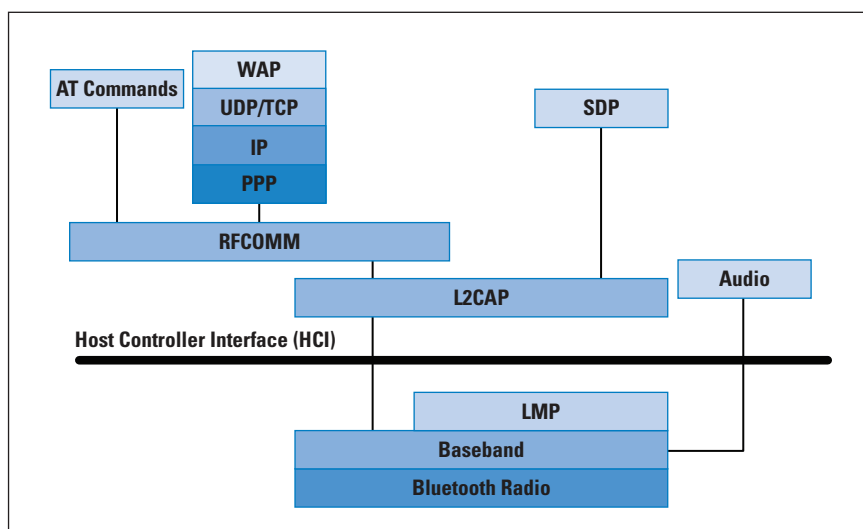 WAP
AT Commands
UDP/TCP
SDP
IP
PPP
RFCOMM
Audio
L2CAP
Host Controller Interface (HCI)
LMP
Baseband
Bluetooth Radio